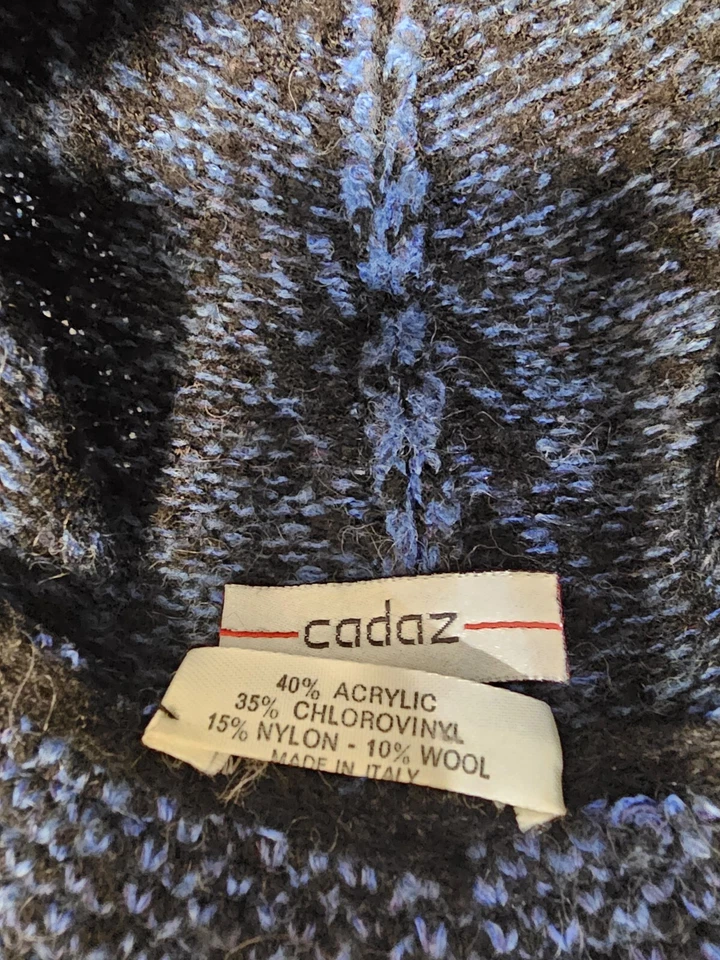 cadaz
40% ACRYLIC
35% CHLOROVINYL
15% NYLON - 10% WOOL
MADE IN ITALY